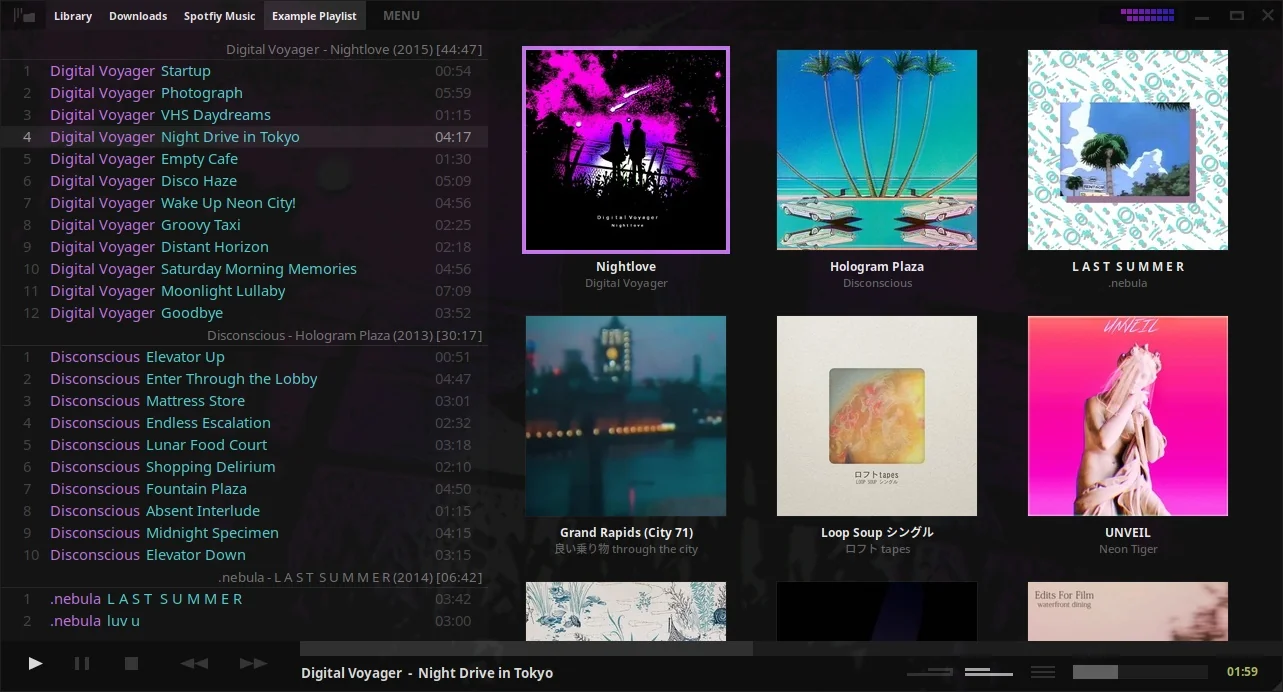 Library Downloads Spotfiy Music Example Playlist MENU
Digital Voyager - Nightlove (2015) [44:47]
1 Digital Voyager Startup 00:54
2 Digital Voyager Photograph 05:59
3 Digital Voyager VHS Daydreams 01:15
4 Digital Voyager Night Drive in Tokyo 04:17
5 Digital Voyager Empty Cafe 01:30
6 Digital Voyager Disco Haze 05:09
7 Digital Voyager Wake Up Neon City! 04:56
8 Digital Voyager Groovy Taxi 02:25
9 Digital Voyager Distant Horizon 02:18
10 Digital Voyager Saturday Morning Memories 04:56
11 Digital Voyager Moonlight Lullaby 07:09
12 Digital Voyager Goodbye 03:52
Disconscious - Hologram Plaza (2013) [30:17]
1 Disconscious Elevator Up 00:51
2 Disconscious Enter Through the Lobby 04:47
3 Disconscious Mattress Store 03:01
4 Disconscious Endless Escalation 02:32
5 Disconscious Lunar Food Court 03:18
6 Disconscious Shopping Delirium 02:10
7 Disconscious Fountain Plaza 04:50
8 Disconscious Absent Interlude 01:15
9 Disconscious Midnight Specimen 04:15
10 Disconscious Elevator Down 03:15
.nebula - L A S T S U M M E R (2014) [06:42]
1 .nebula L A S T S U M M E R 03:42
2 .nebula luv u 03:00
Digital Voyager
Nightlove
Nightlove
Digital Voyager
Hologram Plaza
Disconscious
L A S T S U M M E R
.nebula
Grand Rapids (City 71)
良い乗り物 through the city
ロフトtapes
LOOP SOUP シングル
Loop Soup シングル
ロフト tapes
UNVEIL
UNVEIL
Neon Tiger
Edits For Film
waterfront dining
Digital Voyager - Night Drive in Tokyo
01:59